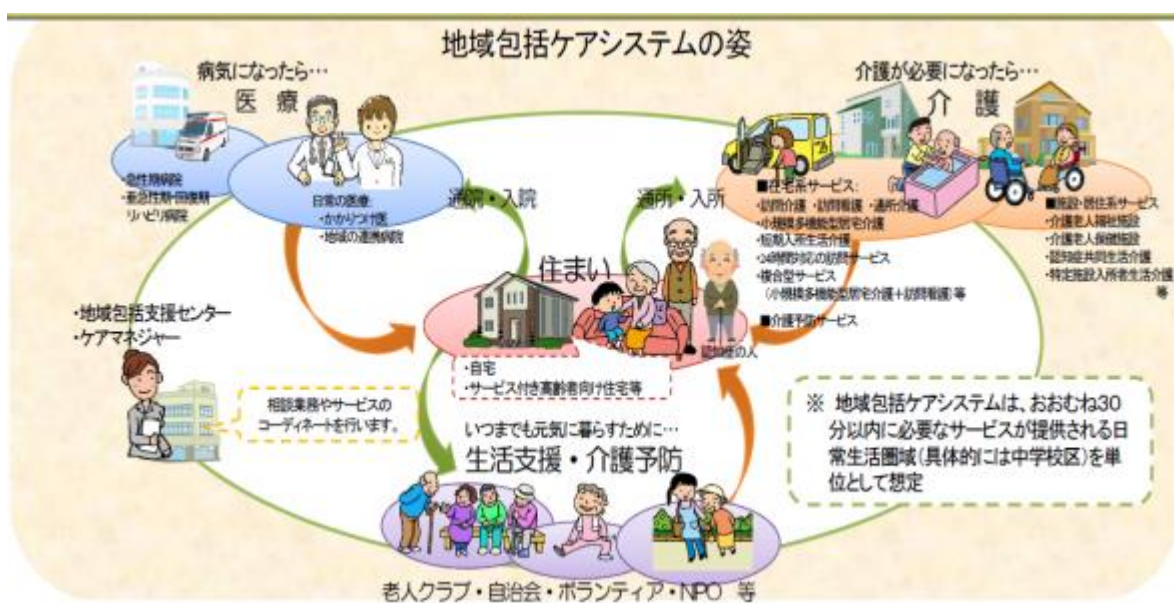 地域包括ケアシステムの姿
病気になったら…
医 療
・急性期病院
・亜急性期・回復期
リハビリ病院
日常の医療:
・かかりつけ医
・地域の連携病院
通院・入院
通所・入所
介護が必要になったら…
介 護
■在宅系サービス:
・訪問介護 ・訪問看護 ・通所介護
・小規模多機能型居宅介護
・短期入所生活介護
・24時間対応の訪問サービス
・複合型サービス
(小規模多機能型居宅介護+訪問看護)等
■介護予防サービス
■施設・居住系サービス
・介護老人福祉施設
・介護老人保健施設
・認知症共同生活介護
・特定施設入所者生活介護
等
住まい
認知症の人
・自宅
・サービス付き高齢者向け住宅等
・地域包括支援センター
・ケアマネジャー
相談業務やサービスの
コーディネートを行います。
いつまでも元気に暮らすために…
生活支援・介護予防
老人クラブ・自治会・ボランティア・NPO 等
※ 地域包括ケアシステムは、おおむね30
分以内に必要なサービスが提供される日
常生活圏域(具体的には中学校区)を単
位として想定